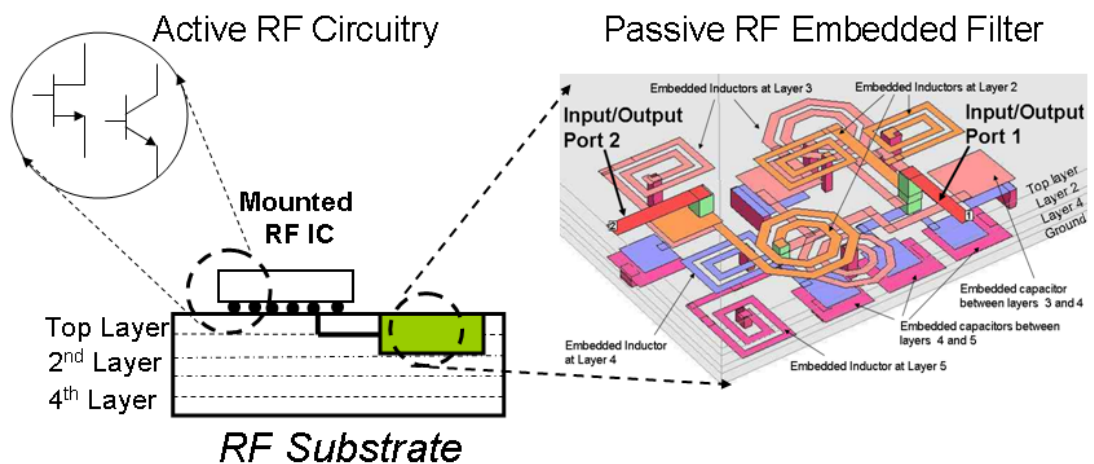 Active RF Circuitry
Passive RF Embedded Filter
Mounted
RF IC
Top Layer
2nd Layer
4th Layer
RF Substrate
Embedded Inductors at Layer 3
Embedded Inductors at Layer 2
Input/Output
Port 2
Input/Output
Port 1
2
1
Top layer
Layer 2
Layer 4
Ground
Embedded capacitor
between layers 3 and 4
Embedded capacitors between
layers 4 and 5
Embedded Inductor
at Layer 4
Embedded Inductor at Layer 5